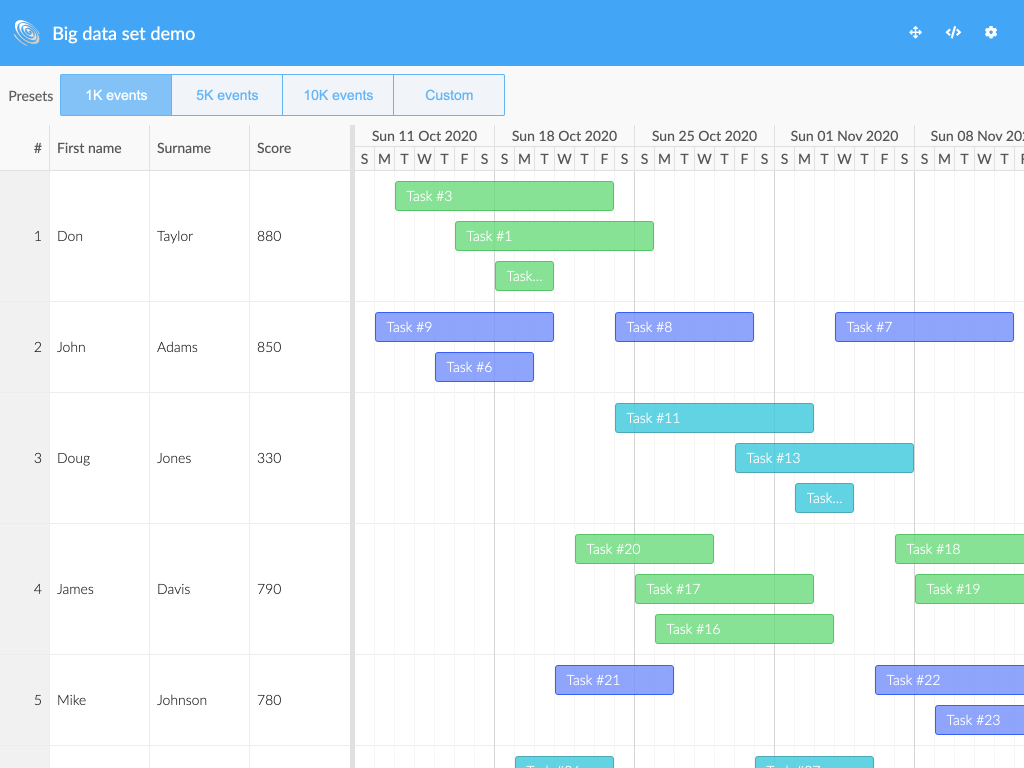 Big data set demo
Presets 1K events 5K events 10K events Custom
# First name Surname Score
Sun 11 Oct 2020 Sun 18 Oct 2020 Sun 25 Oct 2020 Sun 01 Nov 2020 Sun 08 Nov 202
S M T W T F S S M T W T F S S M T W T F S S M T W T F S S M T W T F
1 Don Taylor 880
Task #3
Task #1
Task...
2 John Adams 850
Task #9 Task #8 Task #7
Task #6
3 Doug Jones 330
Task #11
Task #13
Task...
4 James Davis 790
Task #20 Task #18
Task #17 Task #19
Task #16
5 Mike Johnson 780
Task #21 Task #22
Task #23